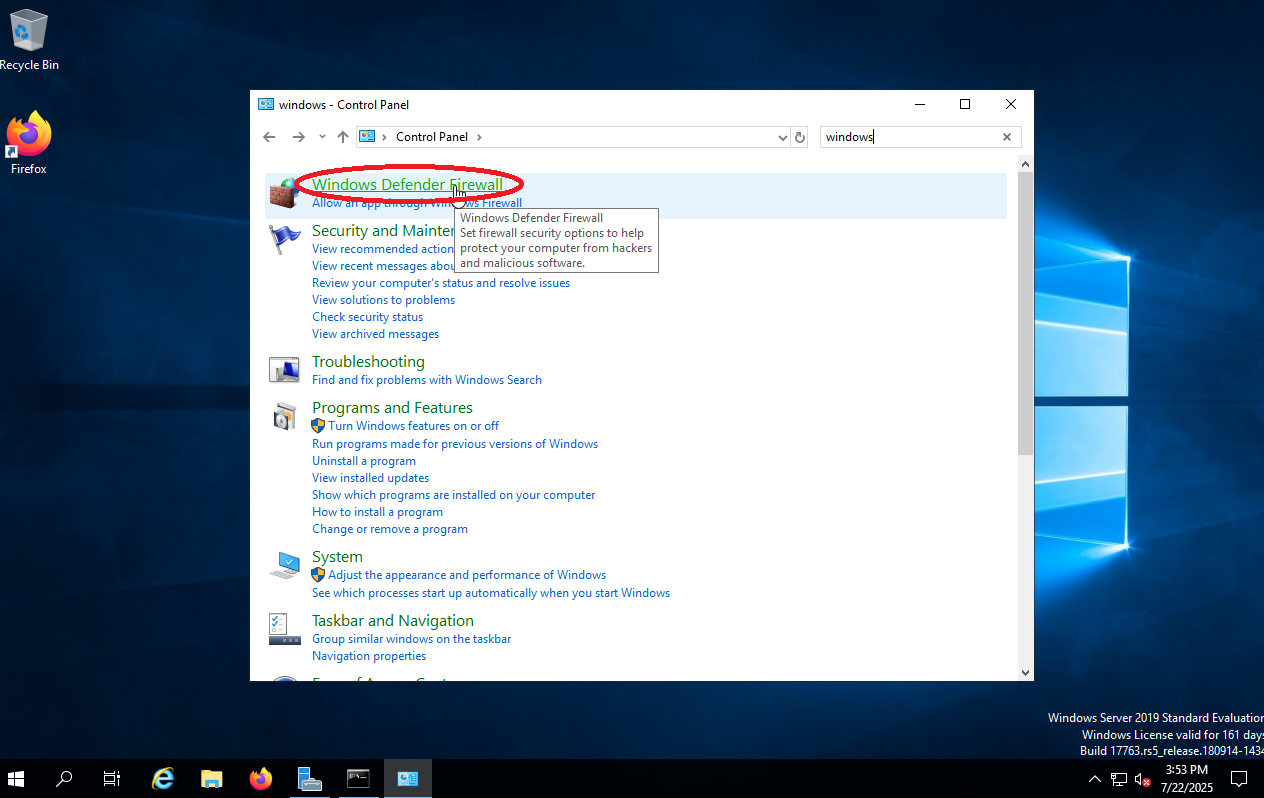 Recycle Bin
Firefox
windows - Control Panel
Control Panel
windows
Windows Defender Firewall
Allow an app through Windows Firewall
Windows Defender Firewall
Set firewall security options to help
protect your computer from hackers
and malicious software.
Security and Mainten
View recommended action
View recent messages abou
Review your computer's status and resolve issues
View solutions to problems
Check security status
View archived messages
Troubleshooting
Find and fix problems with Windows Search
Programs and Features
Turn Windows features on or off
Run programs made for previous versions of Windows
Uninstall a program
View installed updates
Show which programs are installed on your computer
How to install a program
Change or remove a program
System
Adjust the appearance and performance of Windows
See which processes start up automatically when you start Windows
Taskbar and Navigation
Group similar windows on the taskbar
Navigation properties
Windows Server 2019 Standard Evaluation
Windows License valid for 161 days
Build 17763.rs5_release.180914-1434
3:53 PM
7/22/2025